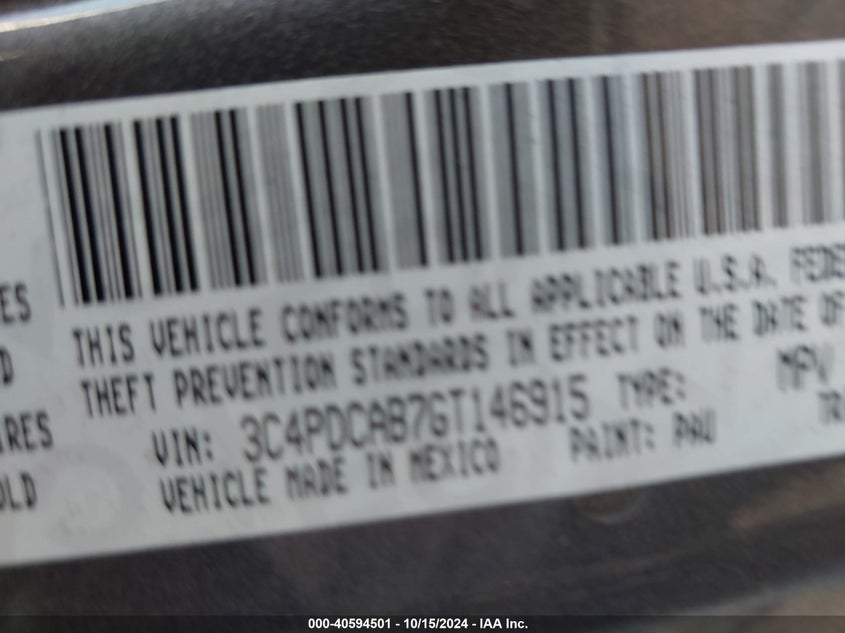 ES
THIS VEHICLE CONFORMS TO ALL APPLICABLE U.S.A. FEDE
D
THEFT PREVENTION STANDARDS IN EFFECT ON THE DATE OF
IRES
VIN: 3C4PDCAB7GT146915 TYPE: MPV
OLD
VEHICLE MADE IN MEXICO PAINT: PAU TR
000-40594501 - 10/15/2024 - IAA Inc.